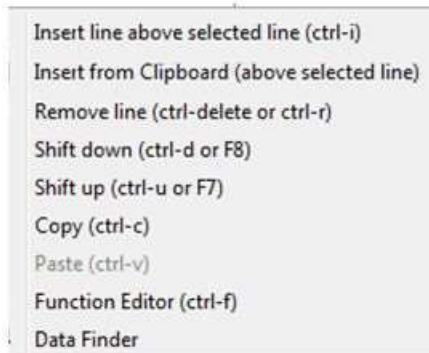 Insert line above selected line (ctrl-i)
Insert from Clipboard (above selected line)
Remove line (ctrl-delete or ctrl-r)
Shift down (ctrl-d or F8)
Shift up (ctrl-u or F7)
Copy (ctrl-c)
Paste (ctrl-v)
Function Editor (ctrl-f)
Data Finder